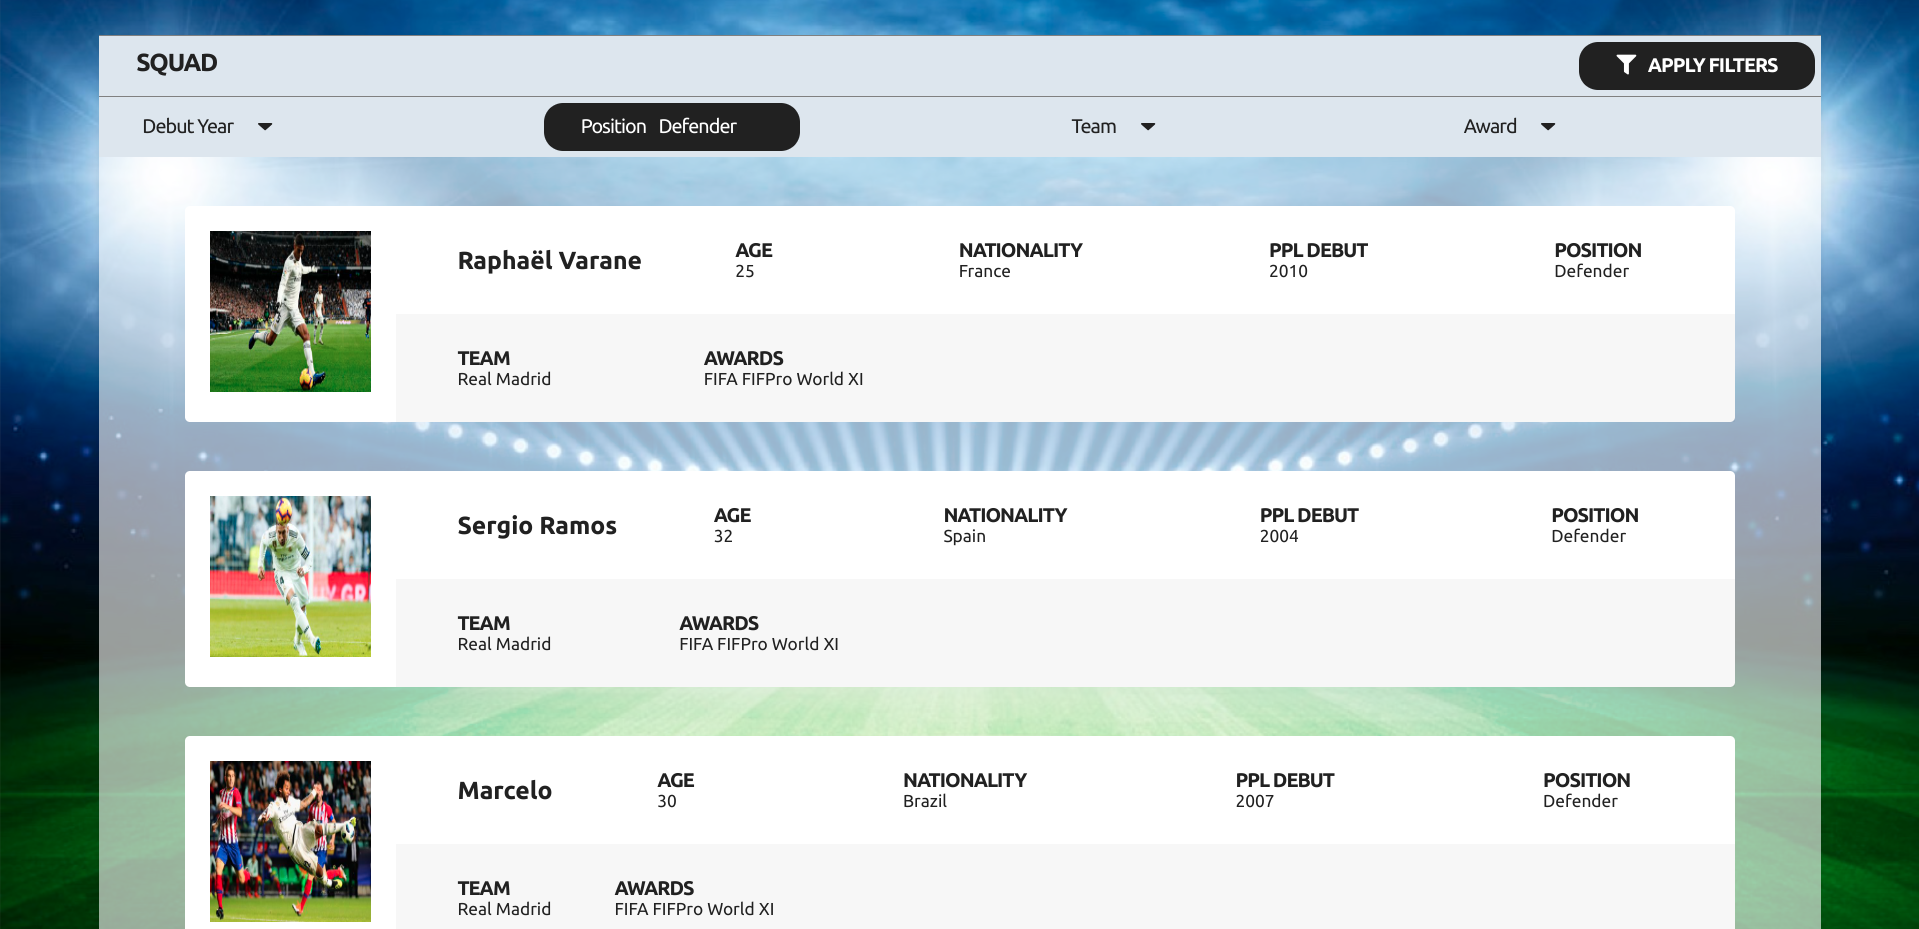 SQUAD
APPLY FILTERS
Debut Year
Position Defender
Team
Award
Raphaël Varane
AGE
25
NATIONALITY
France
PPL DEBUT
2010
POSITION
Defender
TEAM
Real Madrid
AWARDS
FIFA FIFPro World XI
Sergio Ramos
AGE
32
NATIONALITY
Spain
PPL DEBUT
2004
POSITION
Defender
TEAM
Real Madrid
AWARDS
FIFA FIFPro World XI
Marcelo
AGE
30
NATIONALITY
Brazil
PPL DEBUT
2007
POSITION
Defender
TEAM
Real Madrid
AWARDS
FIFA FIFPro World XI